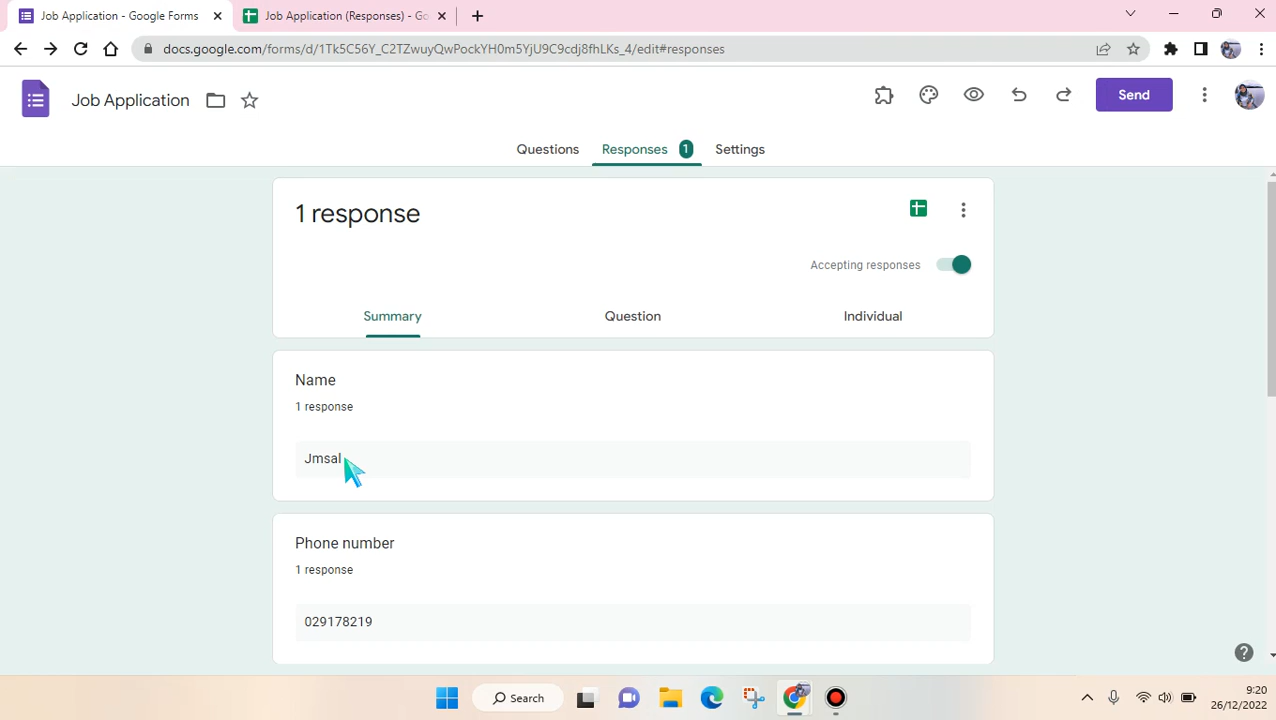 Job Application - Google Forms
Job Application (Responses) - Go
docs.google.com/forms/d/1Tk5C56Y_C2TZwuyQwPockYH0m5YjU9C9cdj8fhLKs_4/edit#responses
Job Application
Send
Questions
Responses 1
Settings
1 response
Accepting responses
Summary
Question
Individual
Name
1 response
Jmsal
Phone number
1 response
029178219
Search
9:20
26/12/2022